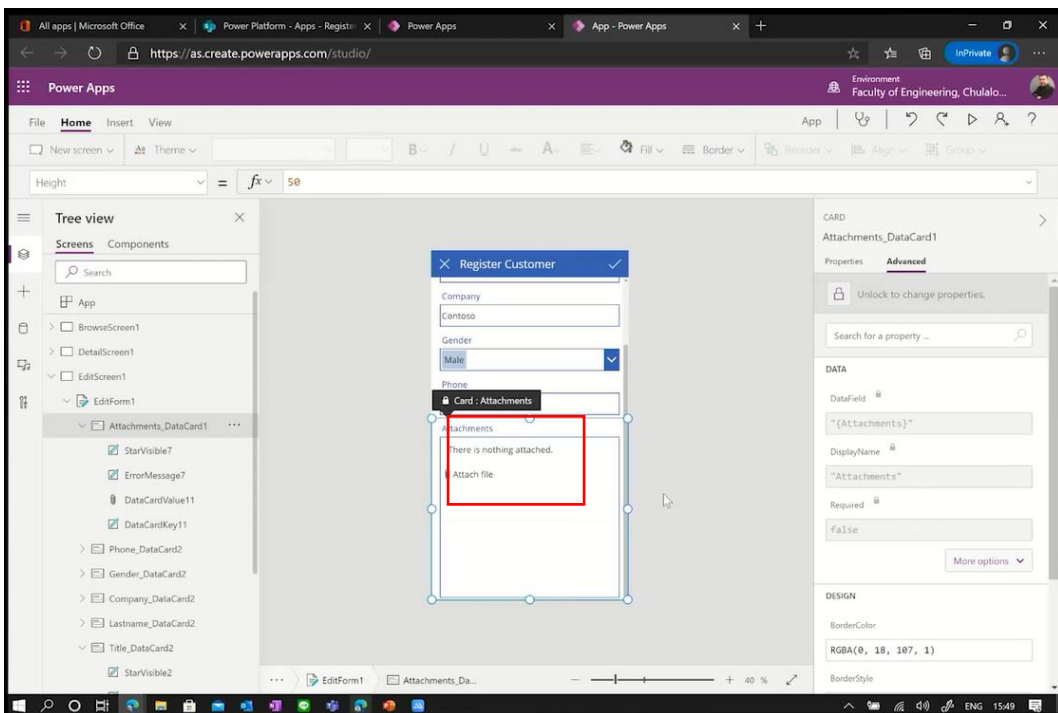 All apps | Microsoft Office
Power Platform - Apps - Registe
Power Apps
App - Power Apps
https://as.create.powerapps.com/studio/
InPrivate
Power Apps
Environment
Faculty of Engineering, Chulalo...
File Home Insert View
App
New screen
Theme
B
I
U
A
Fill
Border
Reorder
Align
Group
Height
=
fx
50
Tree view
Screens Components
Search
App
BrowseScreen1
DetailScreen1
EditScreen1
EditForm1
Attachments_DataCard1
StarVisible7
ErrorMessage7
DataCardValue11
DataCardKey11
Phone_DataCard2
Gender_DataCard2
Company_DataCard2
Lastname_DataCard2
Title_DataCard2
StarVisible2
Register Customer
Company
Contoso
Gender
Male
Phone
Card : Attachments
Attachments
There is nothing attached.
Attach file
EditForm1
Attachments_Da...
40 %
CARD
Attachments_DataCard1
Properties Advanced
Unlock to change properties.
Search for a property ...
DATA
DataField
"{Attachments}"
DisplayName
"Attachments"
Required
false
More options
DESIGN
BorderColor
RGBA(0, 18, 107, 1)
BorderStyle
ENG 15:49